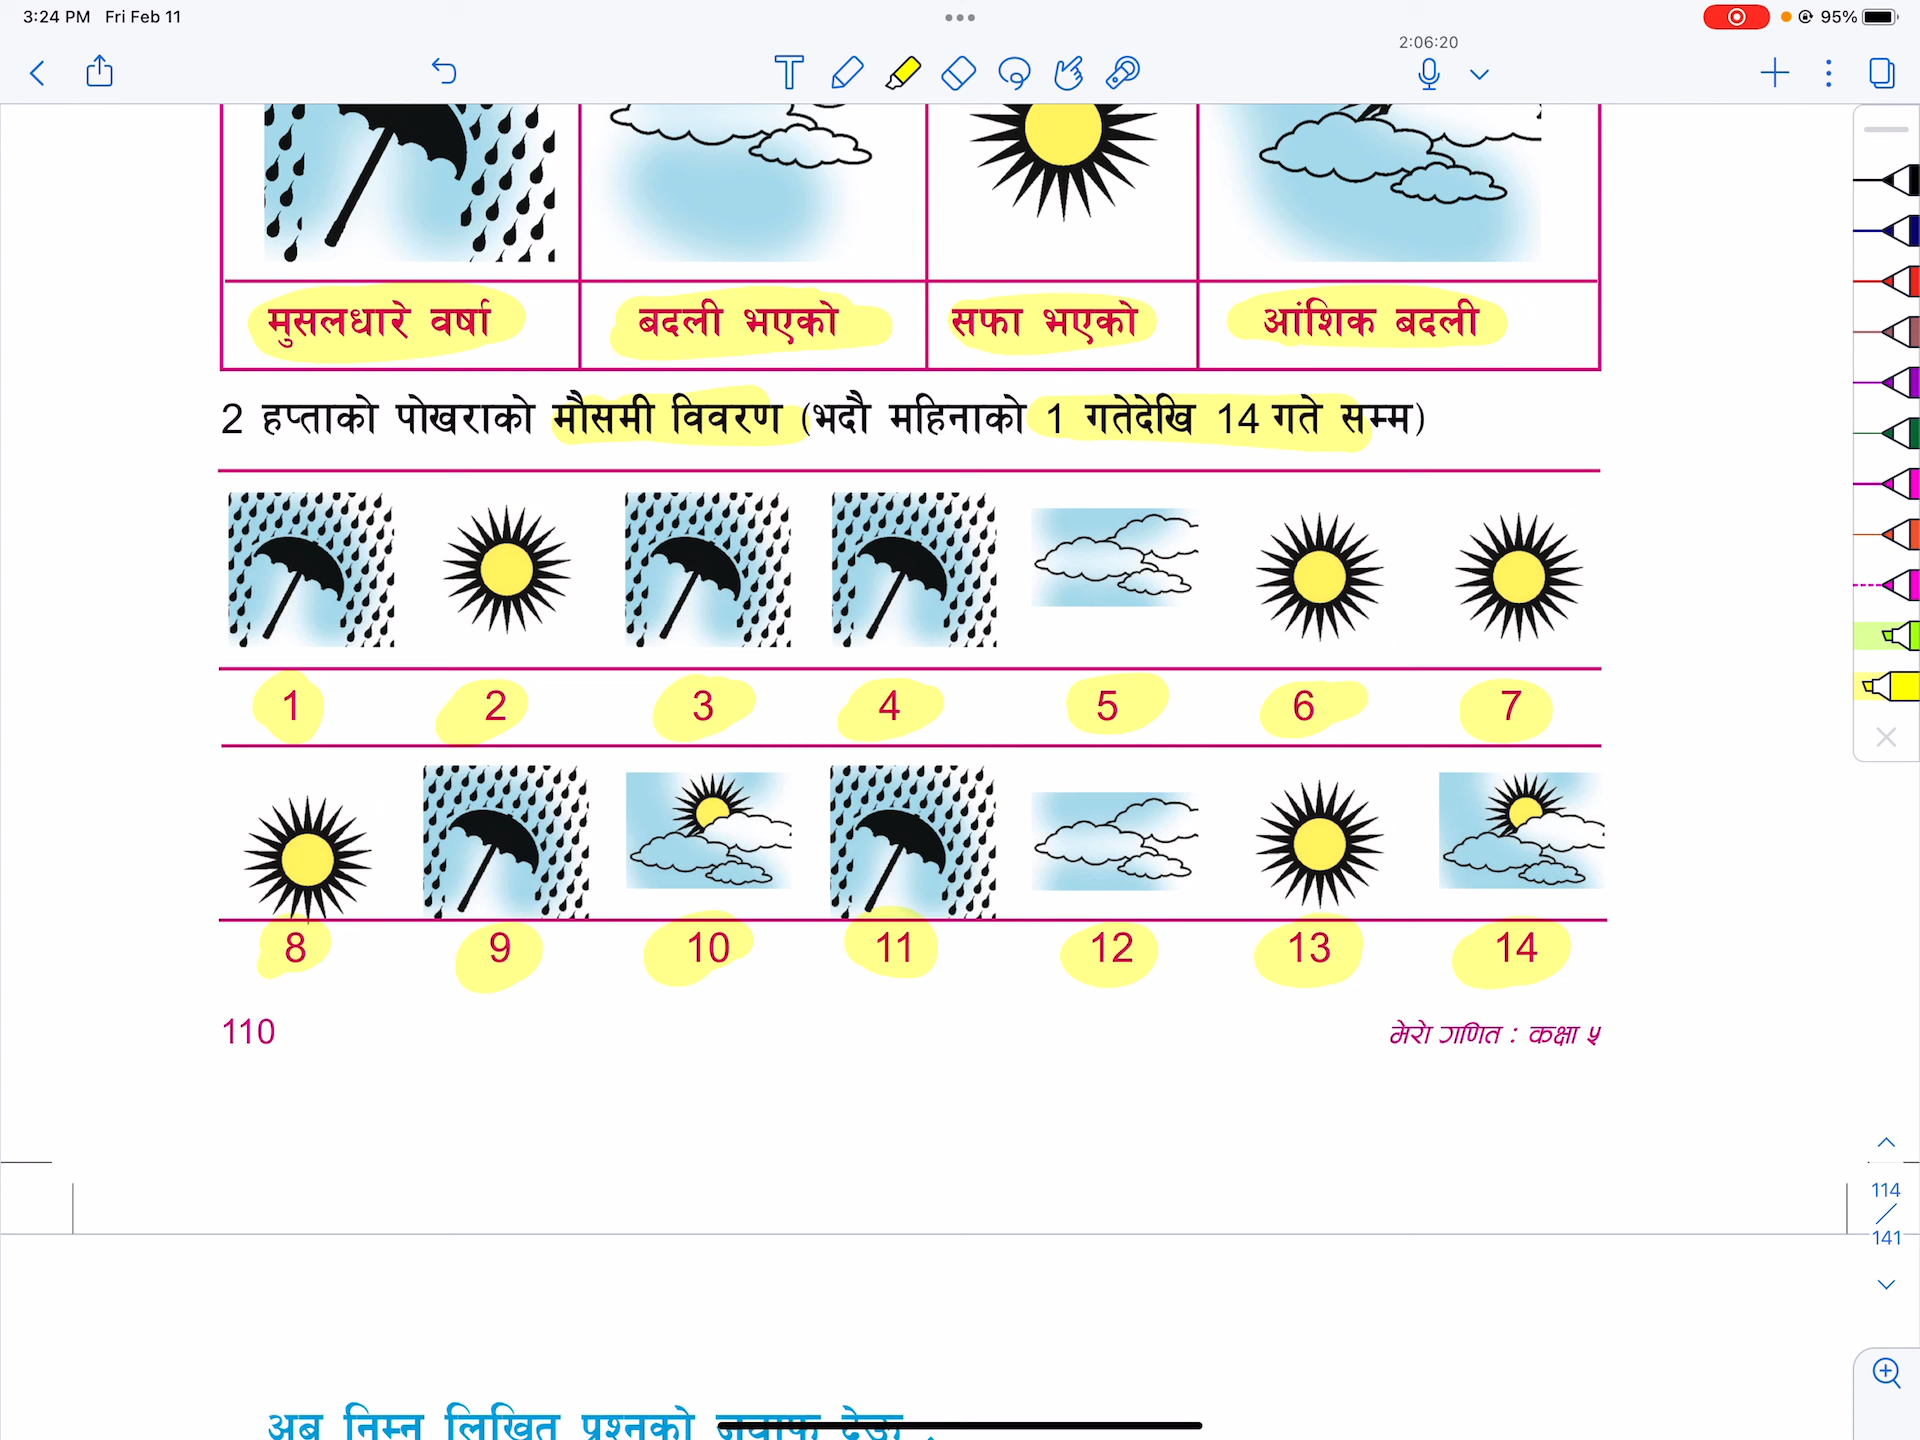 3:24 PM Fri Feb 11
95%
2:06:20
मुसलधारे वर्षा बदली भएको सफा भएको आंशिक बदली
2 हप्ताको पोखराको मौसमी विवरण (भदौ महिनाको 1 गतेदेखि 14 गते सम्म)
1 2 3 4 5 6 7
8 9 10 11 12 13 14
110 मेरो गणित : कक्षा ५
114
141
अब निम्न लिखित प्रश्नको जवाफ देऊ :